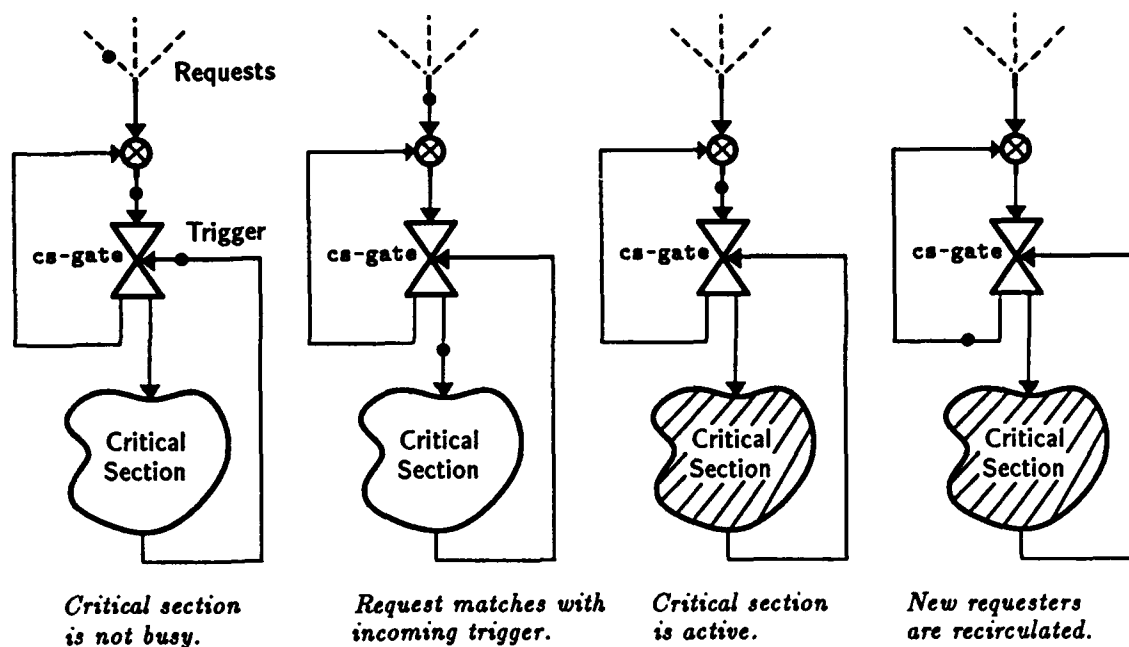 Requests
Trigger
cs-gate
cs-gate
cs-gate
cs-gate
Critical
Section
Critical
Section
Critical
Section
Critical
Section
Critical section
is not busy.
Request matches with
incoming trigger.
Critical section
is active.
New requesters
are recirculated.